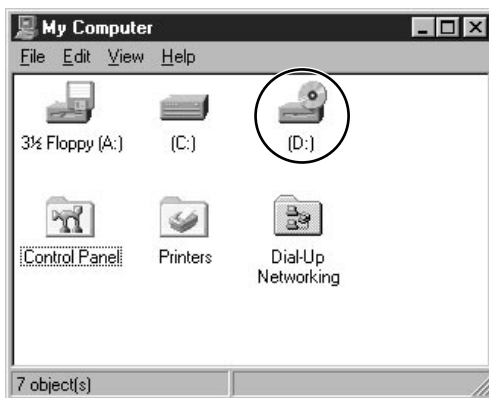 My Computer
File Edit View Help
3½ Floppy (A:) (C:) (D:)
Control Panel Printers Dial-Up
Networking
7 object(s)